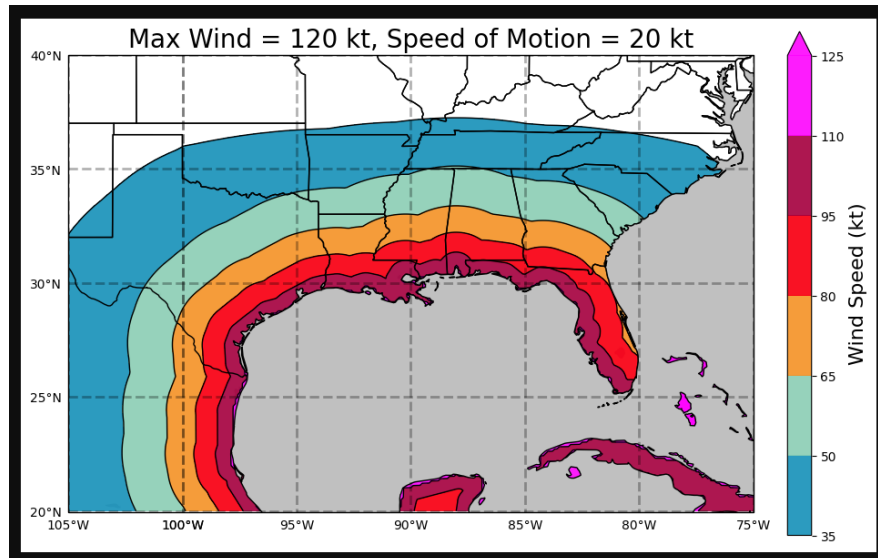 Max Wind = 120 kt, Speed of Motion = 20 kt
40°N
35°N
30°N
25°N
20°N
105°W
100°W
95°W
90°W
85°W
80°W
75°W
125
110
95
80
65
50
35
Wind Speed (kt)